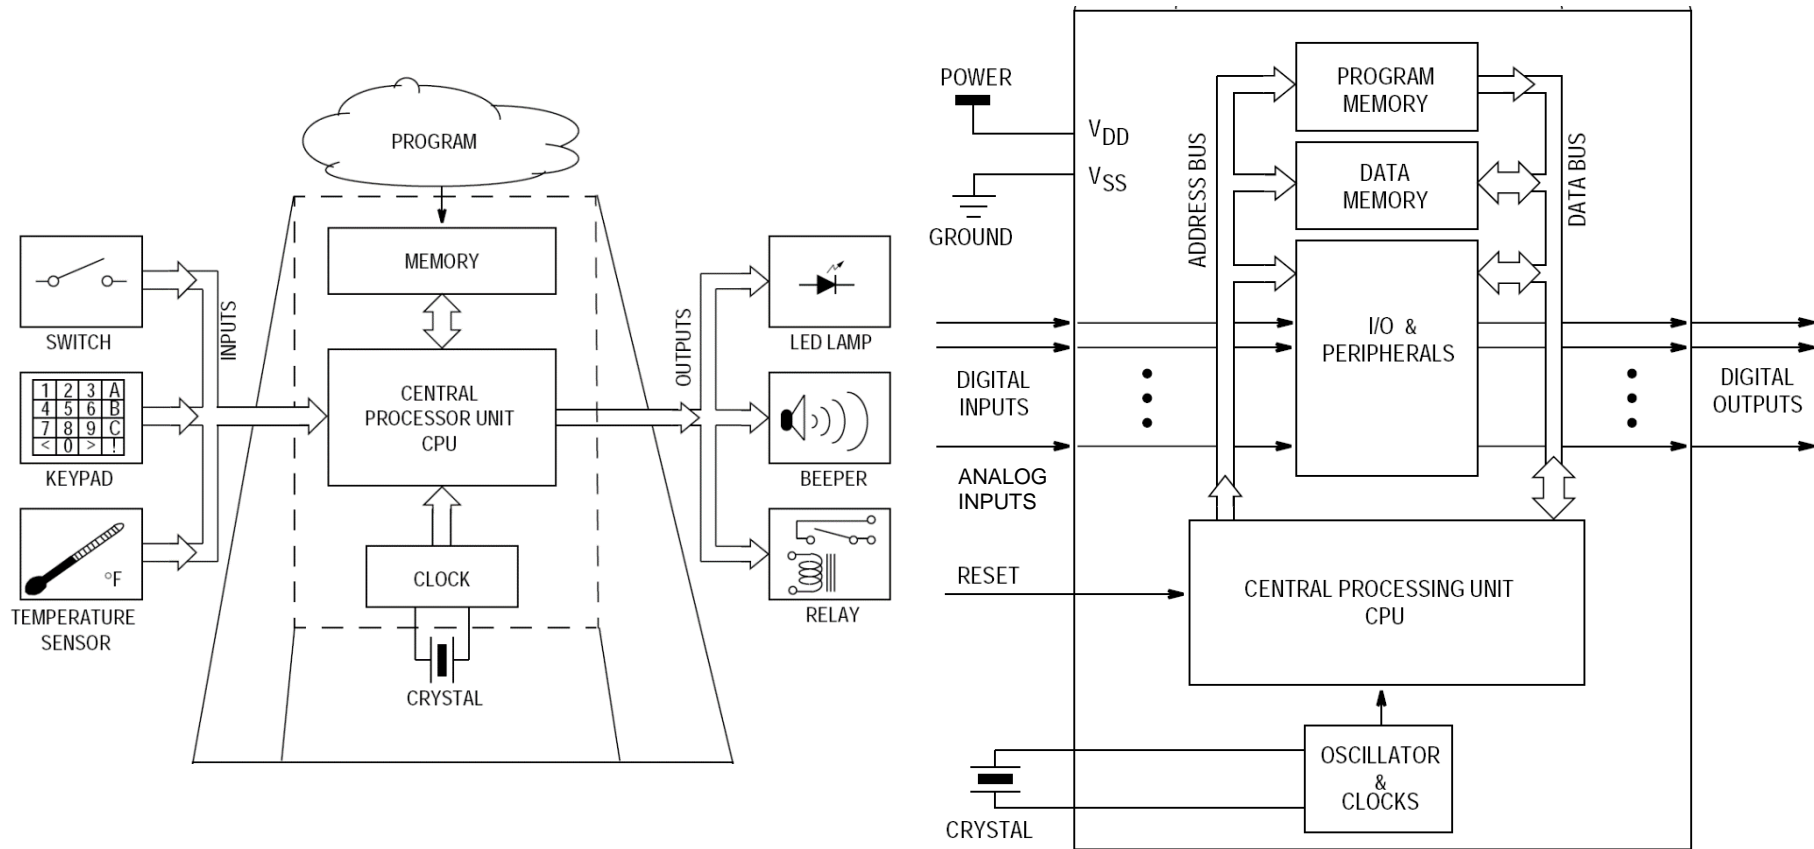 PROGRAM
MEMORY
CENTRAL
PROCESSOR UNIT
CPU
CLOCK
CRYSTAL
SWITCH
1 2 3 A
4 5 6 B
7 8 9 C
< 0 > !
KEYPAD
°F
TEMPERATURE
SENSOR
INPUTS
OUTPUTS
LED LAMP
BEEPER
RELAY
POWER
VDD
VSS
GROUND
ADDRESS BUS
PROGRAM
MEMORY
DATA
MEMORY
I/O &
PERIPHERALS
DATA BUS
DIGITAL
INPUTS
ANALOG
INPUTS
DIGITAL
OUTPUTS
RESET
CENTRAL PROCESSING UNIT
CPU
OSCILLATOR
&
CLOCKS
CRYSTAL